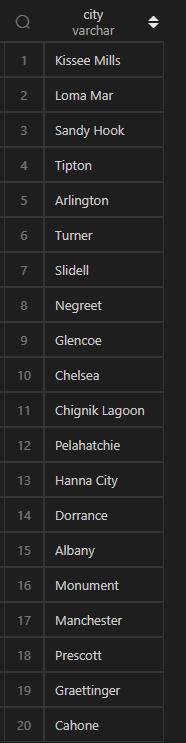 city
varchar
1 Kissee Mills
2 Loma Mar
3 Sandy Hook
4 Tipton
5 Arlington
6 Turner
7 Slidell
8 Negreet
9 Glencoe
10 Chelsea
11 Chignik Lagoon
12 Pelahatchie
13 Hanna City
14 Dorrance
15 Albany
16 Monument
17 Manchester
18 Prescott
19 Graettinger
20 Cahone